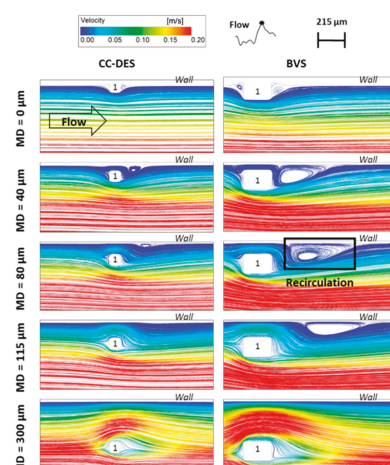 Velocity [m/s]
0.00 0.05 0.10 0.15 0.20
Flow
215 µm
CC-DES BVS
Wall Wall
MD = 0 µm
1 1
Flow
Wall Wall
MD = 40 µm
1 1
Wall Wall
MD = 80 µm
1 1
Recirculation
Wall Wall
MD = 115 µm
1 1
Wall Wall
MD = 300 µm
1 1